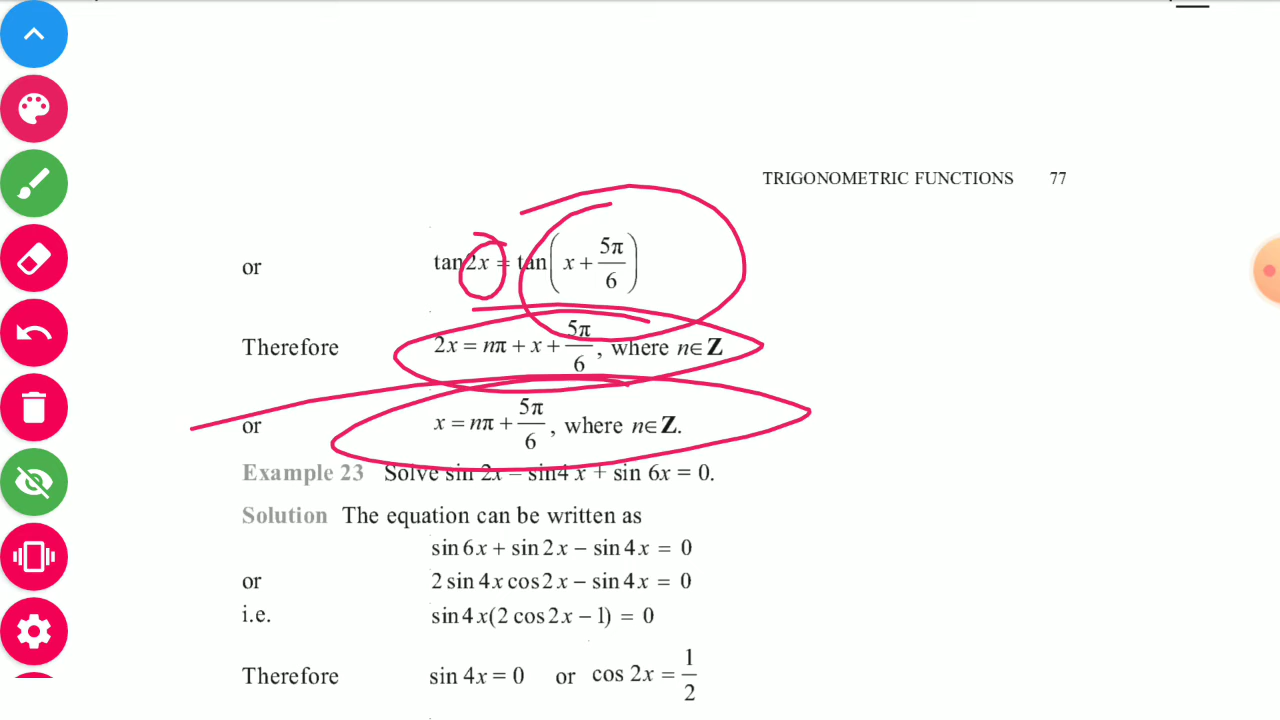 TRIGONOMETRIC FUNCTIONS 77
or tan 2x = tan(x + 5π/6)
Therefore 2x = nπ + x + 5π/6, where n∈Z
or x = nπ + 5π/6, where n∈Z.
Example 23 Solve sin 2x – sin4 x + sin 6x = 0.
Solution The equation can be written as
sin 6x + sin 2x − sin 4x = 0
or 2 sin 4x cos 2x − sin 4x = 0
i.e. sin 4x(2 cos 2x − 1) = 0
Therefore sin 4x = 0 or cos 2x = 1/2